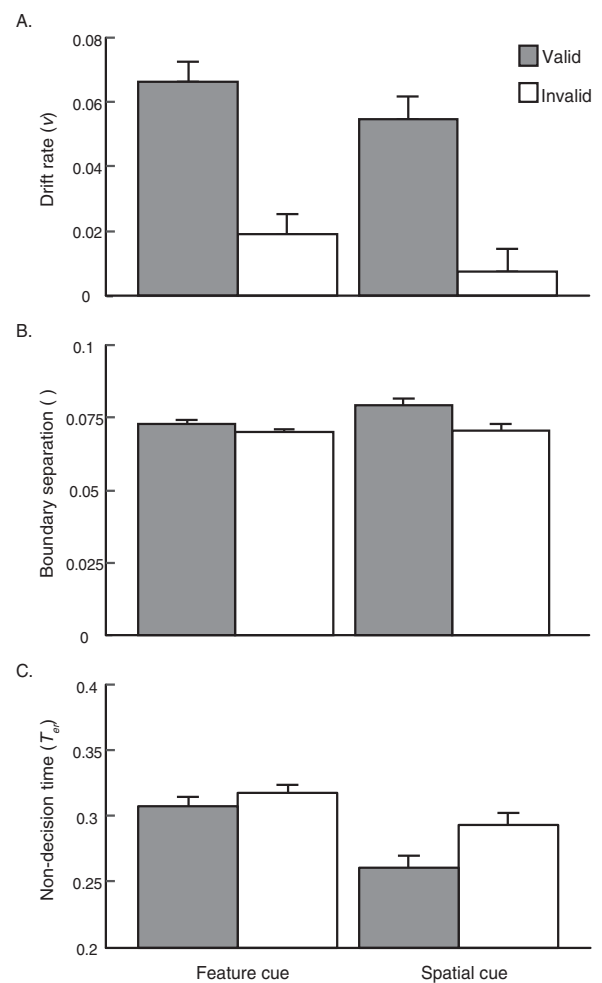 A.
0.08
0.06
0.04
0.02
0
Drift rate (v)
Valid
Invalid
B.
0.1
0.075
0.05
0.025
0
Boundary separation ( )
C.
0.4
0.35
0.3
0.25
0.2
Non-decision time (Ter)
Feature cue
Spatial cue